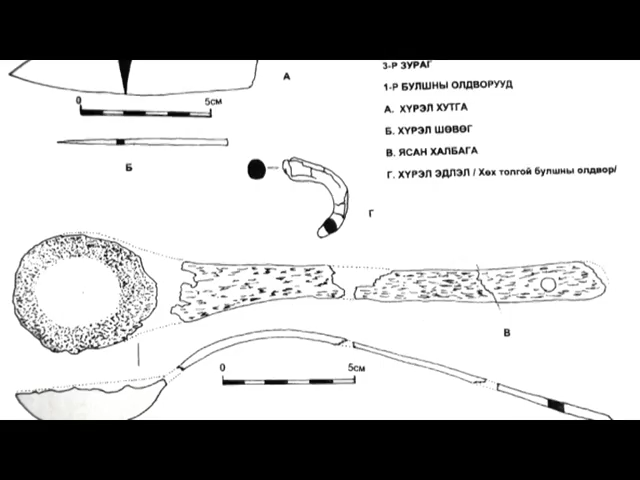 3-Р ЗУРАГ
1-Р БУЛШНЫ ОЛДВОРУУД
А. ХҮРЭЛ ХУТГА
Б. ХҮРЭЛ ШӨВӨГ
В. ЯСАН ХАЛБАГА
Г. ХҮРЭЛ ЭДЛЭЛ / Хөх толгой булшны олдвор/
А
0 5см
Б
Г
В
0 5см